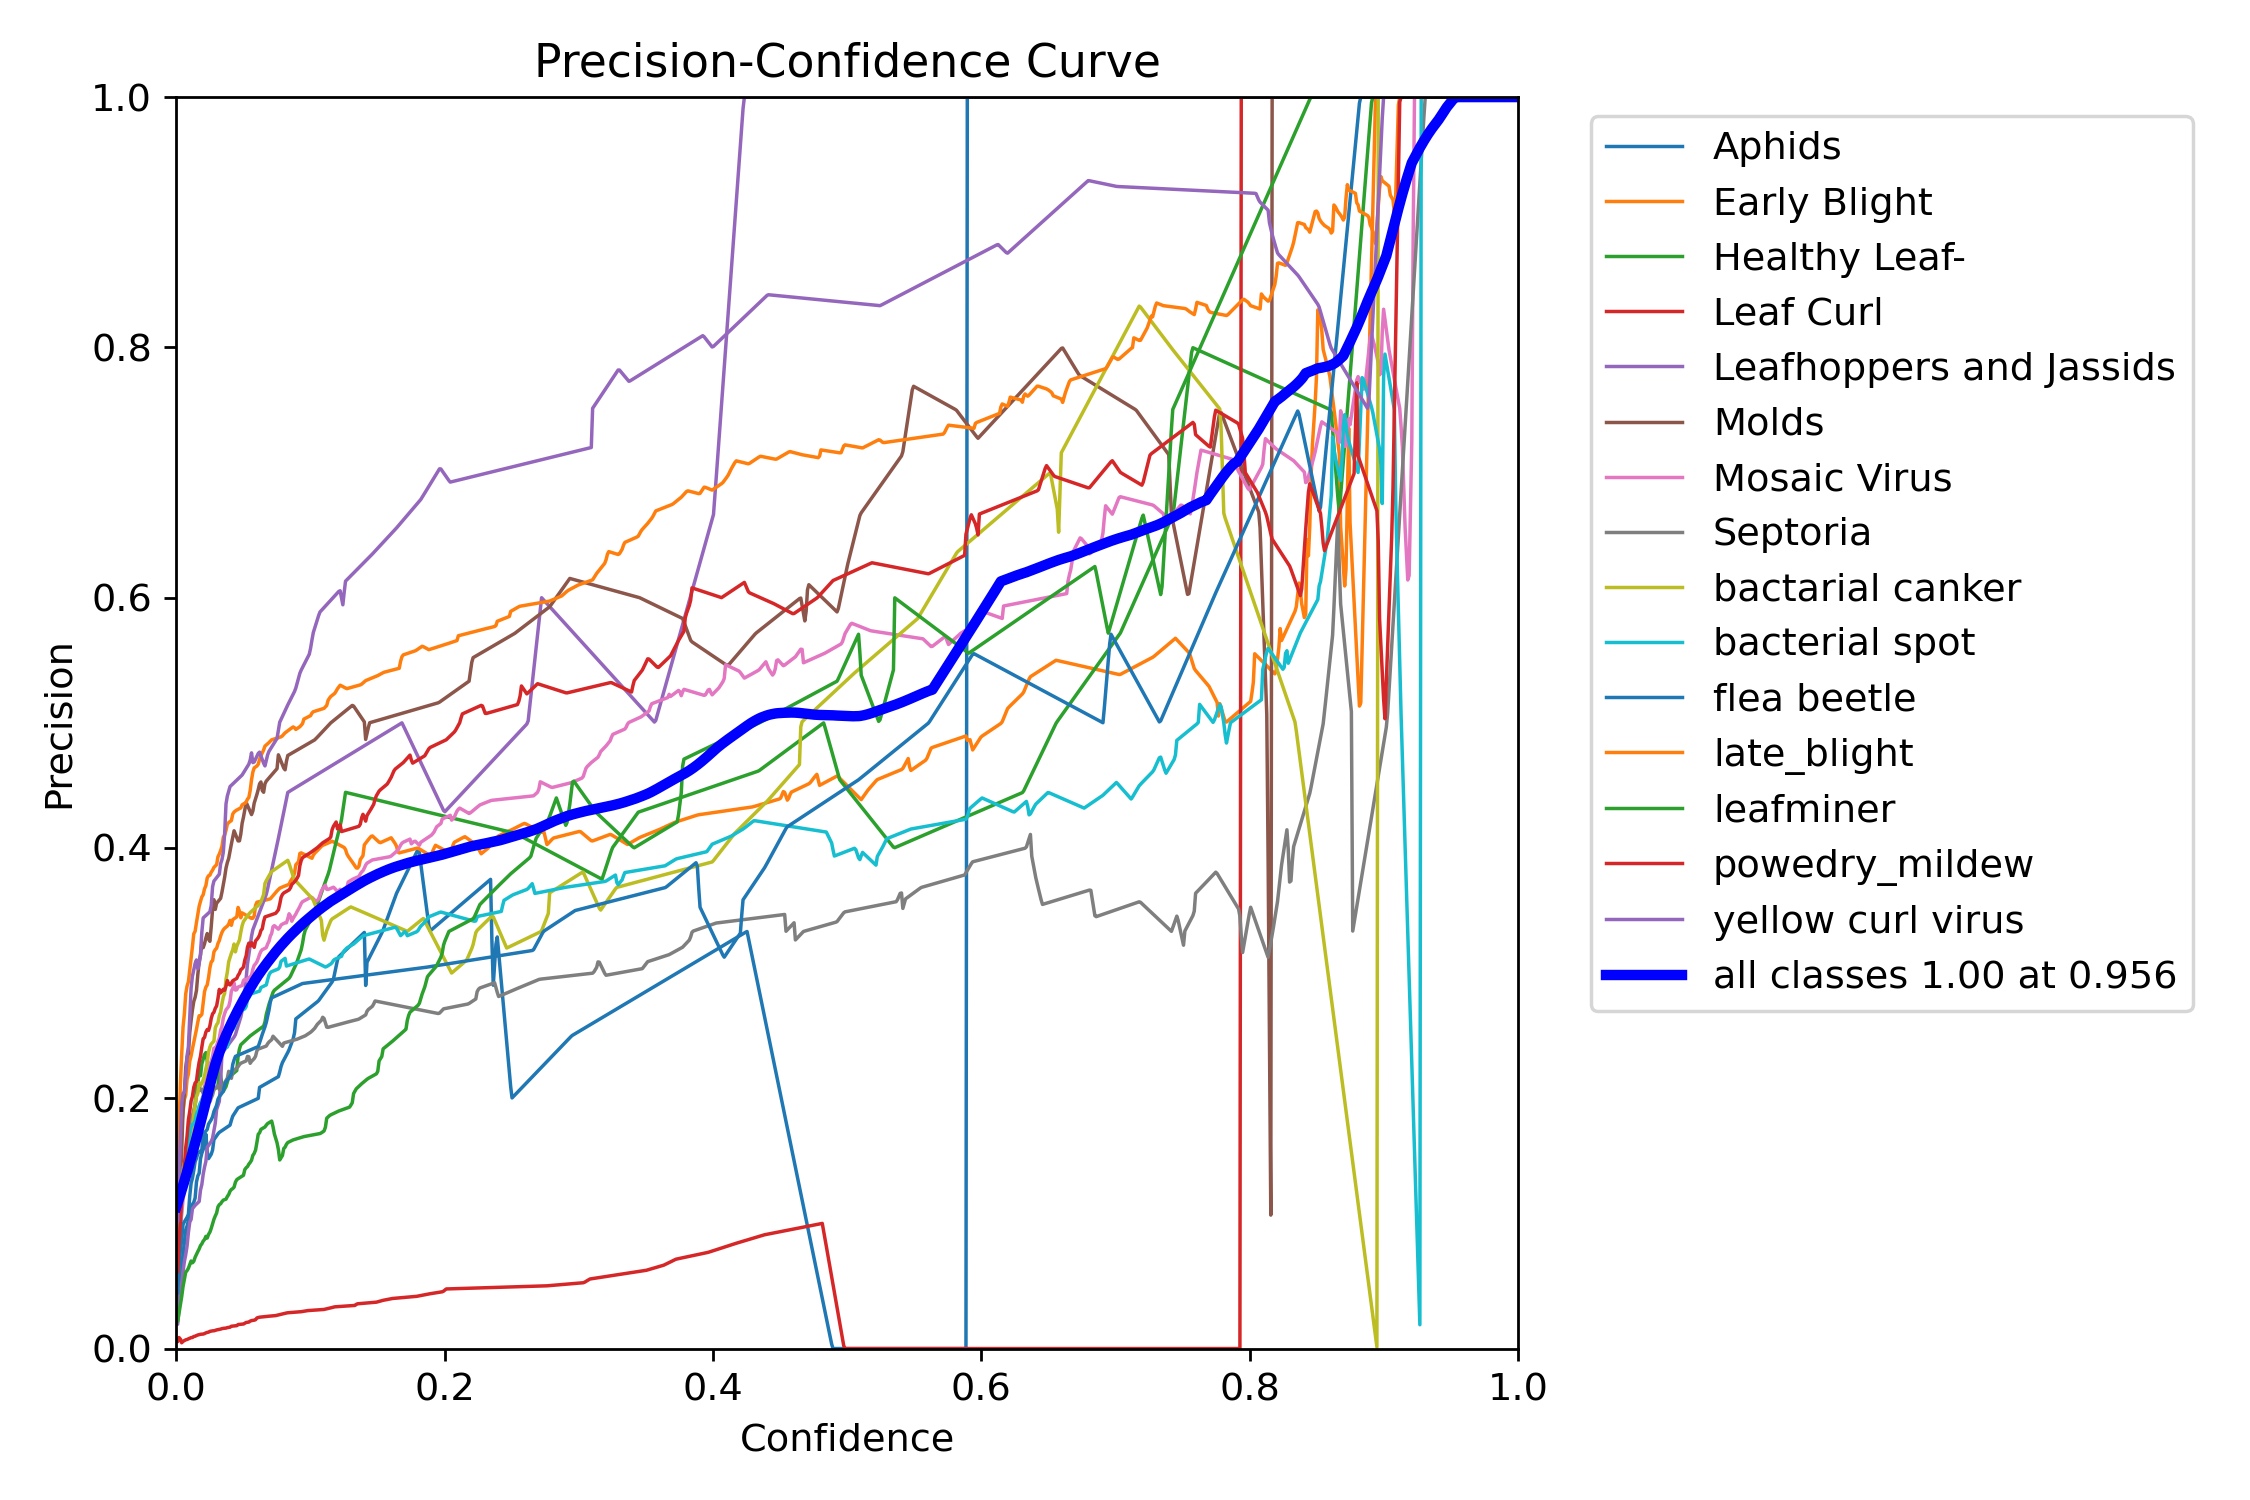 Precision-Confidence Curve
1.0
0.8
0.6
0.4
0.2
0.0
Precision
0.0 0.2 0.4 0.6 0.8 1.0
Confidence
Aphids
Early Blight
Healthy Leaf-
Leaf Curl
Leafhoppers and Jassids
Molds
Mosaic Virus
Septoria
bactarial canker
bacterial spot
flea beetle
late_blight
leafminer
powedry_mildew
yellow curl virus
all classes 1.00 at 0.956